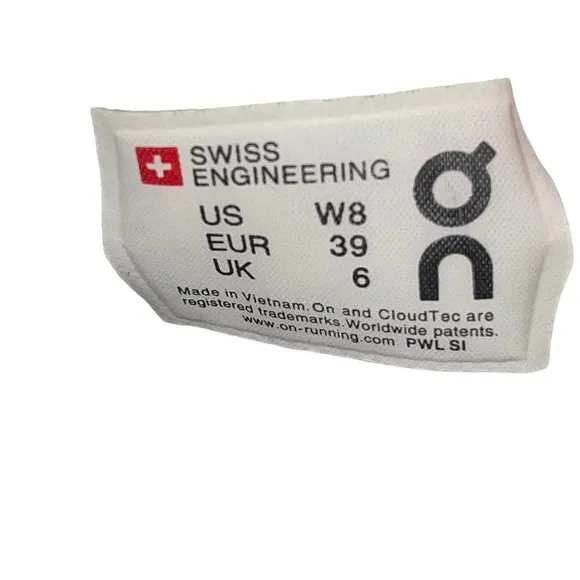 SWISS
ENGINEERING
US W8
EUR 39
UK 6
Made in Vietnam. On and CloudTec are
registered trademarks. Worldwide patents.
www.on-running.com PWL SI
On